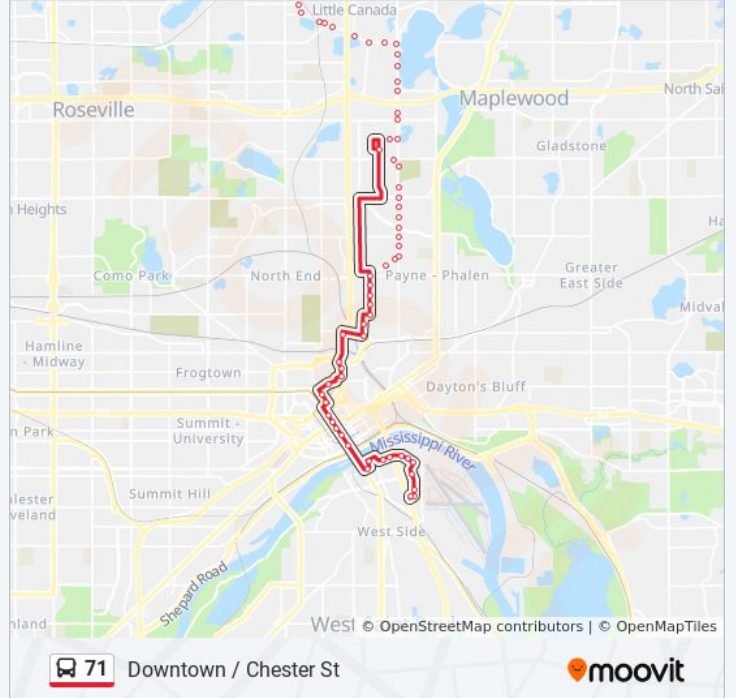 Little Canada
Roseville
Maplewood
North Sai
Gladstone
Heights
Ha
Como Park
North End
Payne - Phalen
Greater
East Side
Midval
Hamline
- Midway
Frogtown
Dayton's Bluff
n Park
Summit -
University
Mississippi River
Summit Hill
lester
veland
West Side
Shepard Road
nland
West S
© OpenStreetMap contributors | © OpenMapTiles
71
Downtown / Chester St
moovit